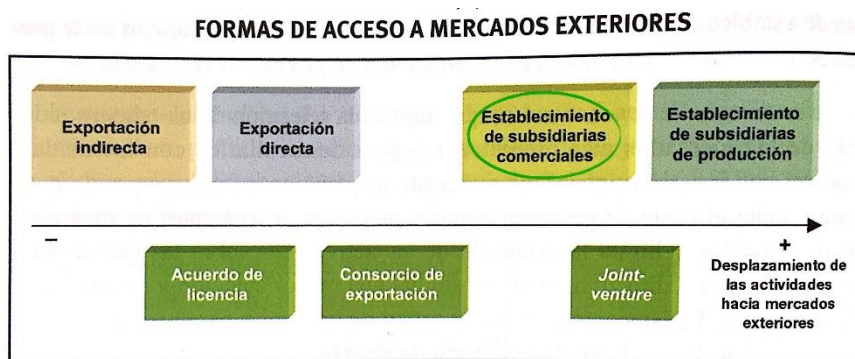 FORMAS DE ACCESO A MERCADOS EXTERIORES
Exportación
indirecta
Exportación
directa
Establecimiento
de subsidiarias
comerciales
Establecimiento
de subsidiarias
de producción
–
+
Acuerdo de
licencia
Consorcio de
exportación
Joint-
venture
Desplazamiento de
las actividades
hacia mercados
exteriores